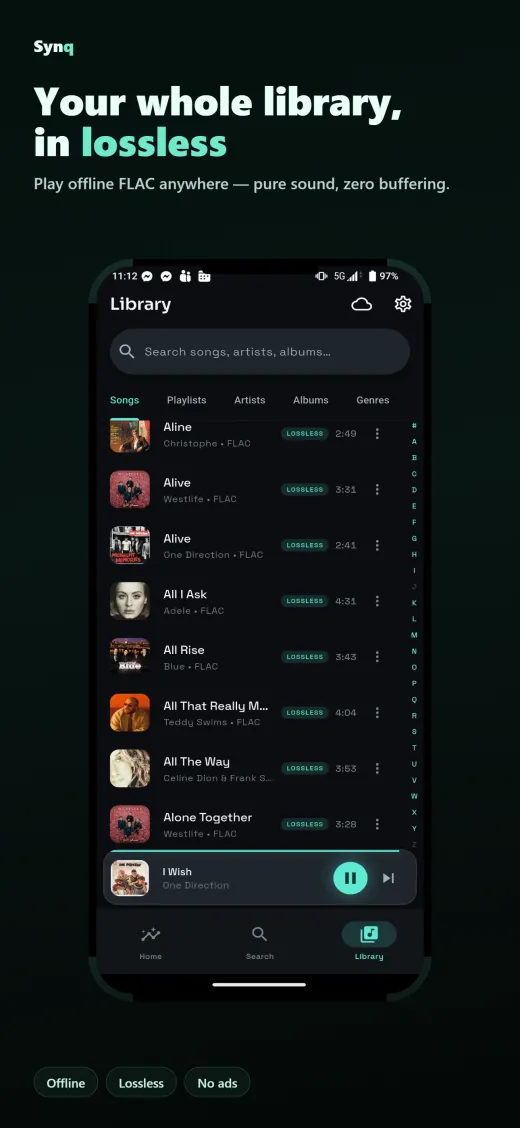 Synq
Your whole library,
in lossless
Play offline FLAC anywhere — pure sound, zero buffering.
11:12
5G
97%
Library
Search songs, artists, albums...
Songs Playlists Artists Albums Genres
Aline
Christophe • FLAC
LOSSLESS 2:49
Alive
Westlife • FLAC
LOSSLESS 3:31
Alive
One Direction • FLAC
LOSSLESS 2:41
All I Ask
Adele • FLAC
LOSSLESS 4:31
All Rise
Blue • FLAC
LOSSLESS 3:43
All That Really M...
Teddy Swims • FLAC
LOSSLESS 4:04
All The Way
Celine Dion & Frank S...
LOSSLESS 3:53
Alone Together
Westlife • FLAC
LOSSLESS 3:28
#
A
B
C
D
E
F
G
H
I
J
K
L
M
N
O
P
Q
R
S
T
U
V
W
X
Y
Z
I Wish
One Direction
Home Search Library
Offline Lossless No ads